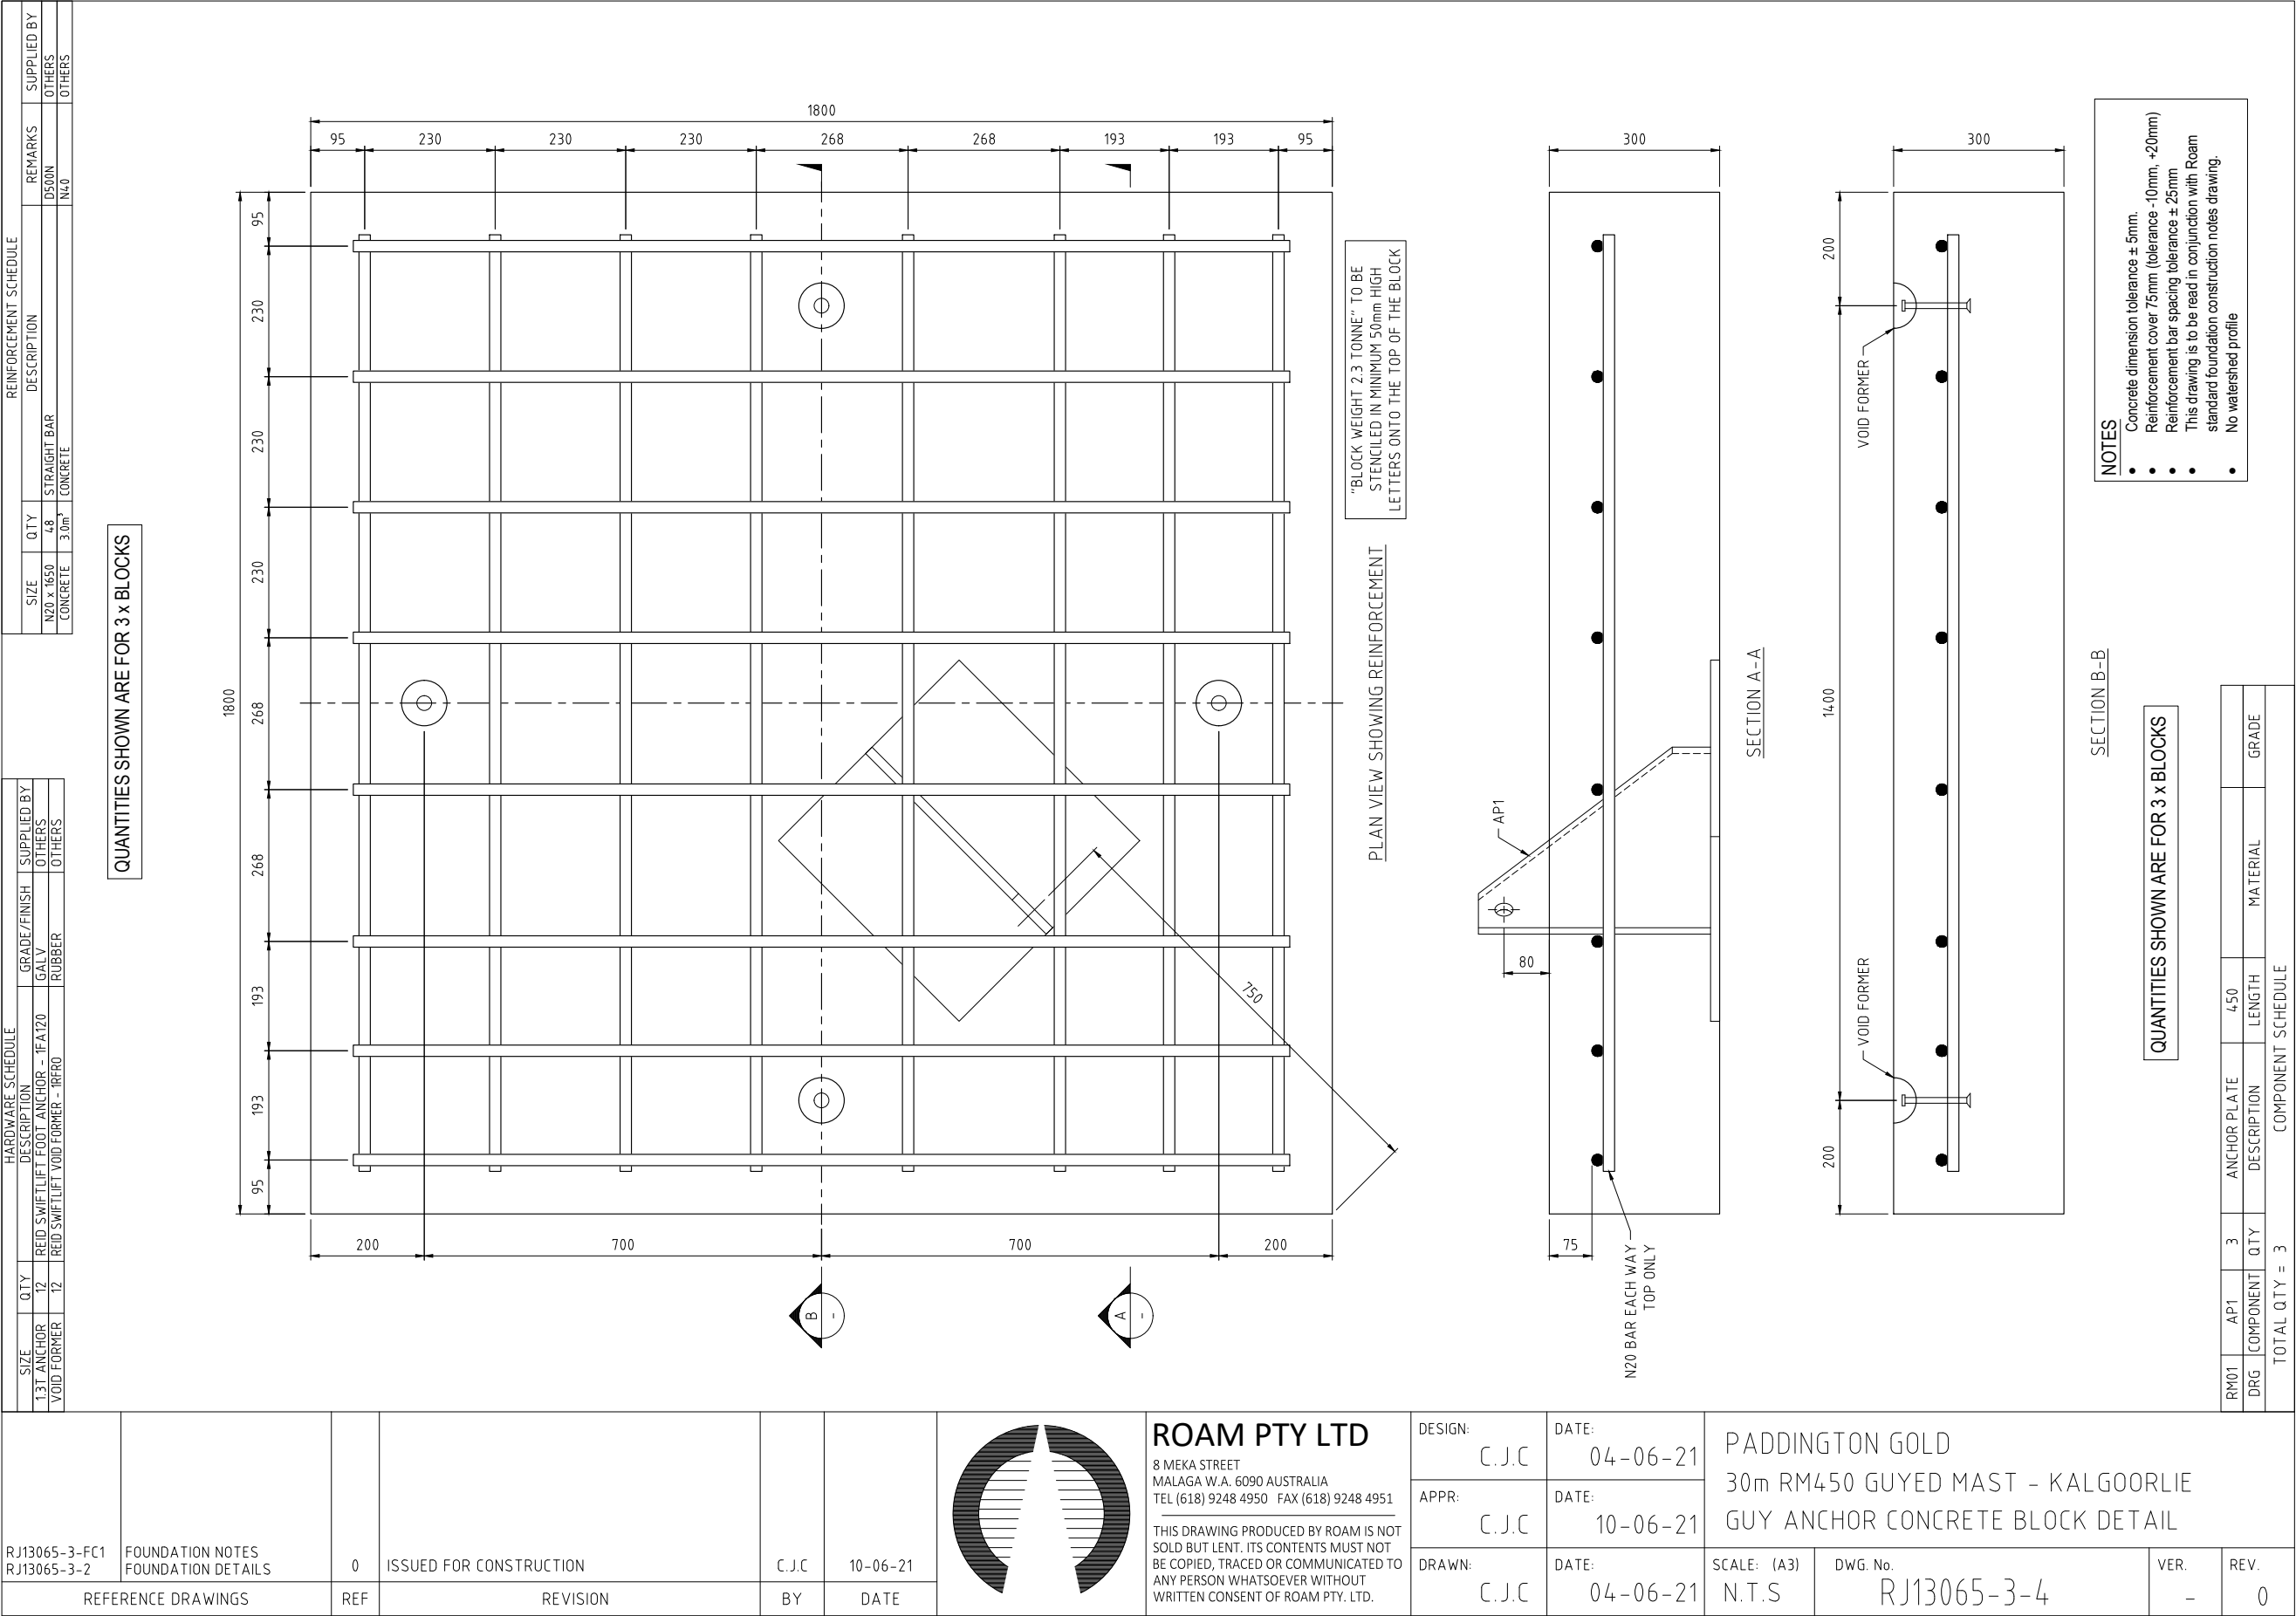 REINFORCEMENT SCHEDULE
SIZE QTY DESCRIPTION REMARKS SUPPLIED BY
N20 x 1650 48 STRAIGHT BAR D500N OTHERS
CONCRETE 3.0m³ CONCRETE N40 OTHERS
QUANTITIES SHOWN ARE FOR 3 x BLOCKS
HARDWARE SCHEDULE
SIZE QTY DESCRIPTION GRADE/FINISH SUPPLIED BY
1.3T ANCHOR 12 REID SWIFTLIFT FOOT ANCHOR - 1FA120 GALV OTHERS
VOID FORMER 12 REID SWIFTLIFT VOID FORMER - 1RFR0 RUBBER OTHERS
1800
95 230 230 230 268 268 193 193 95
1800
95
230
230
230
268
268
193
193
95
200 700 700 200
750
B
-
A
-
"BLOCK WEIGHT 2.3 TONNE" TO BE
STENCILED IN MINIMUM 50mm HIGH
LETTERS ONTO THE TOP OF THE BLOCK
PLAN VIEW SHOWING REINFORCEMENT
300
AP1
80
75
N20 BAR EACH WAY
TOP ONLY
SECTION A-A
300
200
VOID FORMER
1400
VOID FORMER
200
SECTION B-B
NOTES
• Concrete dimension tolerance ± 5mm.
• Reinforcement cover 75mm (tolerance -10mm, +20mm)
• Reinforcement bar spacing tolerance ± 25mm
• This drawing is to be read in conjunction with Roam
standard foundation construction notes drawing.
• No watershed profile
QUANTITIES SHOWN ARE FOR 3 x BLOCKS
RM01 AP1 3 ANCHOR PLATE 450
DRG COMPONENT QTY DESCRIPTION LENGTH MATERIAL GRADE
TOTAL QTY = 3 COMPONENT SCHEDULE
RJ13065-3-FC1 FOUNDATION NOTES
RJ13065-3-2 FOUNDATION DETAILS
REFERENCE DRAWINGS
0 ISSUED FOR CONSTRUCTION C.J.C 10-06-21
REF REVISION BY DATE
ROAM PTY LTD
8 MEKA STREET
MALAGA W.A. 6090 AUSTRALIA
TEL (618) 9248 4950 FAX (618) 9248 4951
THIS DRAWING PRODUCED BY ROAM IS NOT
SOLD BUT LENT. ITS CONTENTS MUST NOT
BE COPIED, TRACED OR COMMUNICATED TO
ANY PERSON WHATSOEVER WITHOUT
WRITTEN CONSENT OF ROAM PTY. LTD.
DESIGN: C.J.C DATE: 04-06-21
APPR: C.J.C DATE: 10-06-21
DRAWN: C.J.C DATE: 04-06-21
PADDINGTON GOLD
30m RM450 GUYED MAST - KALGOORLIE
GUY ANCHOR CONCRETE BLOCK DETAIL
SCALE: (A3) N.T.S
DWG. No. RJ13065-3-4
VER. -
REV. 0